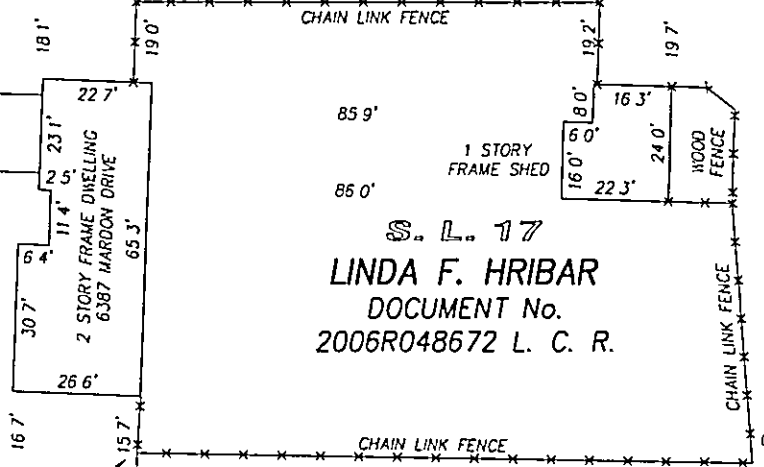 CHAIN LINK FENCE
18 1'
19 0'
19.2'
19 7'
22 7'
85 9'
8 0'
16 3'
23 1'
6 0'
1 STORY
FRAME SHED
16 0'
24 0'
WOOD
FENCE
2 5'
86 0'
22 3'
11 4'
2 STORY FRAME DWELLING
6387 MARDON DRIVE
65 3'
S. L. 17
6 4'
LINDA F. HRIBAR
DOCUMENT No.
2006R048672 L. C. R.
30 7'
CHAIN LINK FENCE
26 6'
16 7'
15 7'
CHAIN LINK FENCE